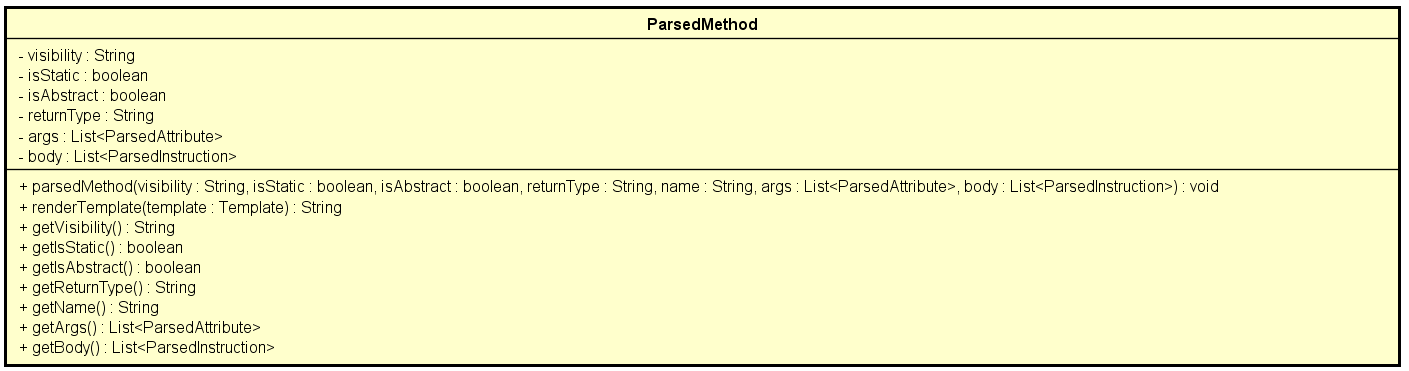 ParsedMethod
- visibility : String
- isStatic : boolean
- isAbstract : boolean
- returnType : String
- args : List<ParsedAttribute>
- body : List<ParsedInstruction>
+ parsedMethod(visibility : String, isStatic : boolean, isAbstract : boolean, returnType : String, name : String, args : List<ParsedAttribute>, body : List<ParsedInstruction>) : void
+ renderTemplate(template : Template) : String
+ getVisibility() : String
+ getIsStatic() : boolean
+ getIsAbstract() : boolean
+ getReturnType() : String
+ getName() : String
+ getArgs() : List<ParsedAttribute>
+ getBody() : List<ParsedInstruction>